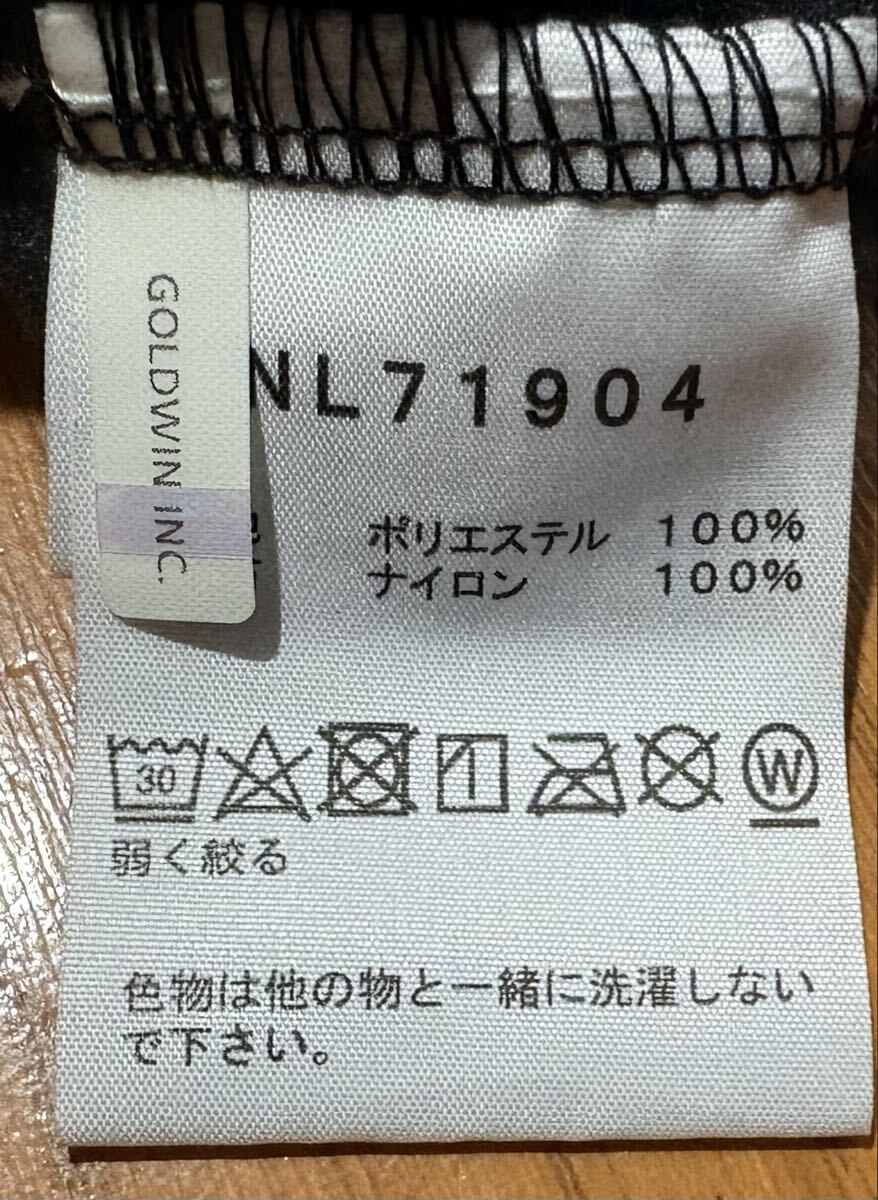 GOLDWIN INC.
NL71904
ポリエステル 100%
ナイロン 100%
30
W
弱く絞る
色物は他の物と一緒に洗濯しない
で下さい。